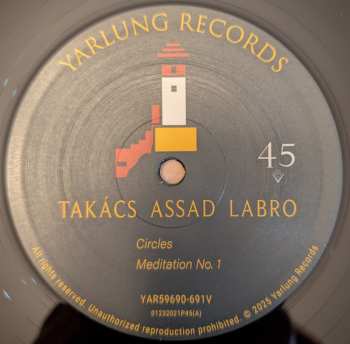 YARLUNG RECORDS
45
TAKÁCS ASSAD LABRO
Circles
Meditation No. 1
YAR59690-691V
01232021P45(A)
All rights reserved. Unauthorized reproduction prohibited. © 2025 Yarlung Records